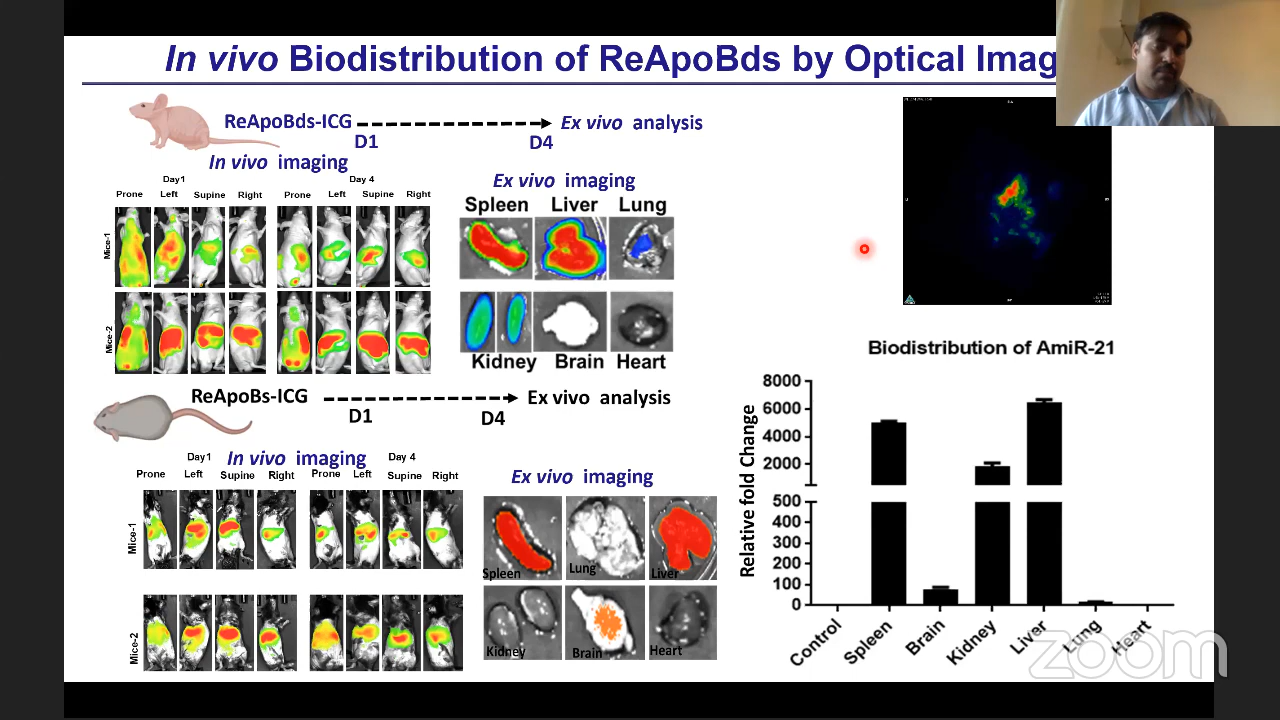 In vivo Biodistribution of ReApoBds by Optical Imag
ReApoBds-ICG
Ex vivo analysis
D1
D4
In vivo imaging
Day1
Day 4
Prone Left Supine Right Prone Left Supine Right
Mice-1
Mice-2
Ex vivo imaging
Spleen Liver Lung
Kidney Brain Heart
ReApoBs-ICG
Ex vivo analysis
D1
D4
Day1
In vivo imaging
Day 4
Prone Left Supine Right Prone Left Supine Right
Mice-1
Mice-2
Ex vivo imaging
Spleen Lung Liver
Kidney Brain Heart
Biodistribution of AmiR-21
Relative fold Change
8000
6000
4000
2000
500
400
300
200
100
0
Control Spleen Brain Kidney Liver Lung Heart
zoom